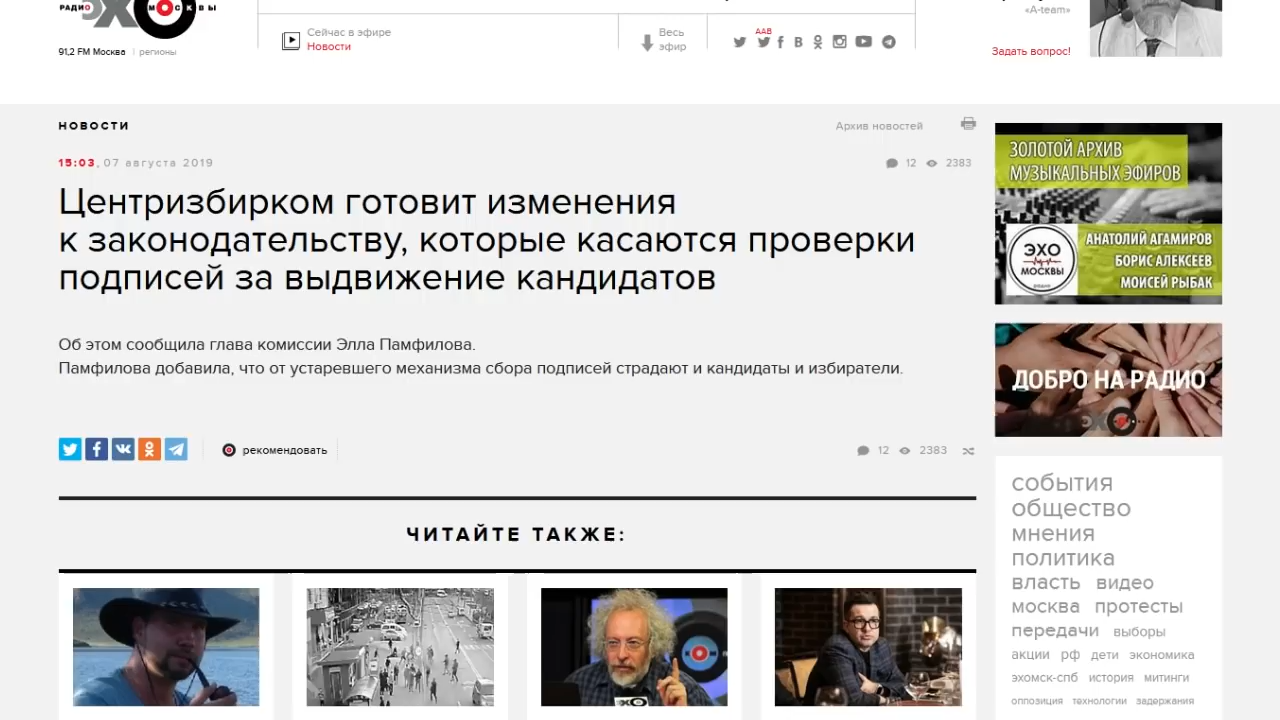 РАДИО ЭХО МОСКВЫ
91,2 FM Москва | регионы
Сейчас в эфире
Новости
Весь
эфир
ААВ
«A-team»
Задать вопрос!
НОВОСТИ
Архив новостей
15:03, 07 августа 2019
12 2383
Центризбирком готовит изменения
к законодательству, которые касаются проверки
подписей за выдвижение кандидатов
Об этом сообщила глава комиссии Элла Памфилова.
Памфилова добавила, что от устаревшего механизма сбора подписей страдают и кандидаты и избиратели.
рекомендовать
12 2383
ЧИТАЙТЕ ТАКЖЕ:
ЗОЛОТОЙ АРХИВ
МУЗЫКАЛЬНЫХ ЭФИРОВ
ЭХО
МОСКВЫ
АНАТОЛИЙ АГАМИРОВ
БОРИС АЛЕКСЕЕВ
МОИСЕЙ РЫБАК
ДОБРО НА РАДИО
события
общество
мнения
политика
власть видео
москва протесты
передачи выборы
акции рф дети экономика
эхомск-спб история митинги
оппозиция технологии задержания